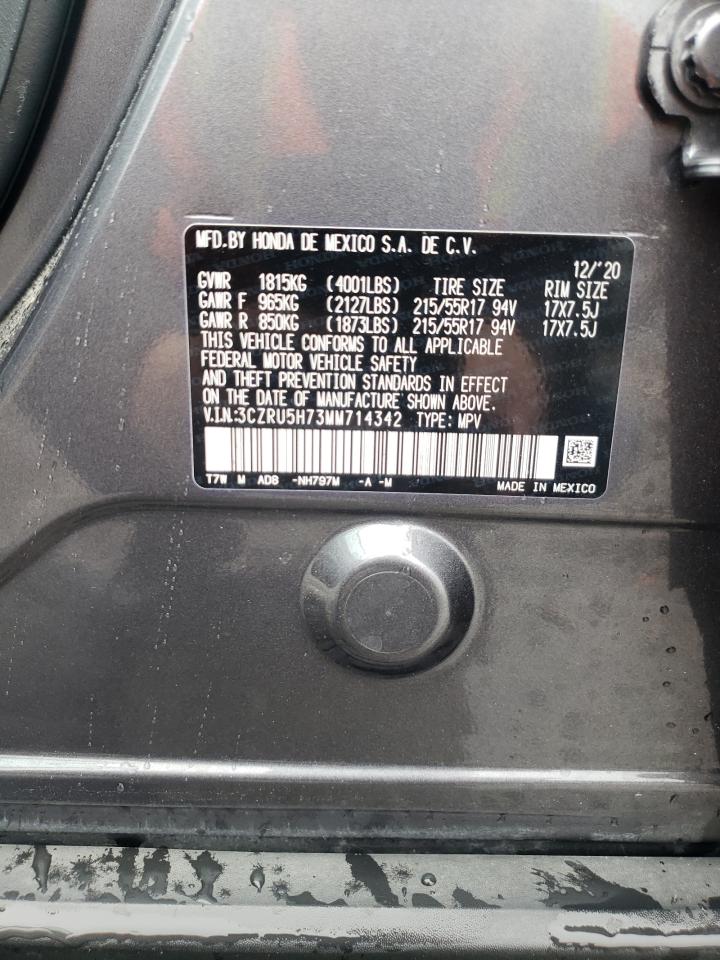 MFD.BY HONDA DE MEXICO S.A. DE C.V.
12/'20
GVWR 1815KG (4001LBS) TIRE SIZE RIM SIZE
GAWR F 965KG (2127LBS) 215/55R17 94V 17X7.5J
GAWR R 850KG (1873LBS) 215/55R17 94V 17X7.5J
THIS VEHICLE CONFORMS TO ALL APPLICABLE
FEDERAL MOTOR VEHICLE SAFETY
AND THEFT PREVENTION STANDARDS IN EFFECT
ON THE DATE OF MANUFACTURE SHOWN ABOVE.
V.I.N:3CZRU5H73MM714342 TYPE: MPV
T7W M AD8 -NH797M -A -M MADE IN MEXICO